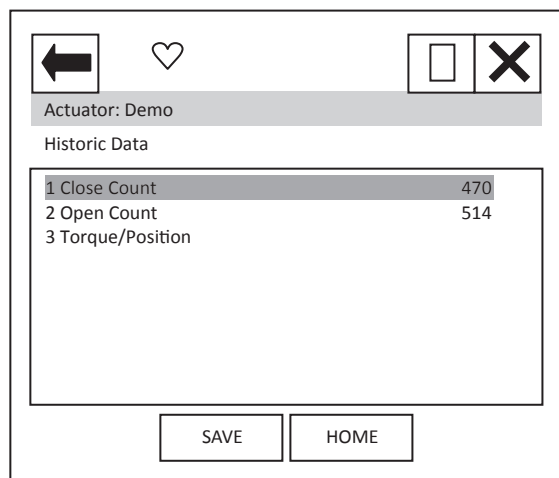 Actuator: Demo
Historic Data
1 Close Count 470
2 Open Count 514
3 Torque/Position
SAVE HOME